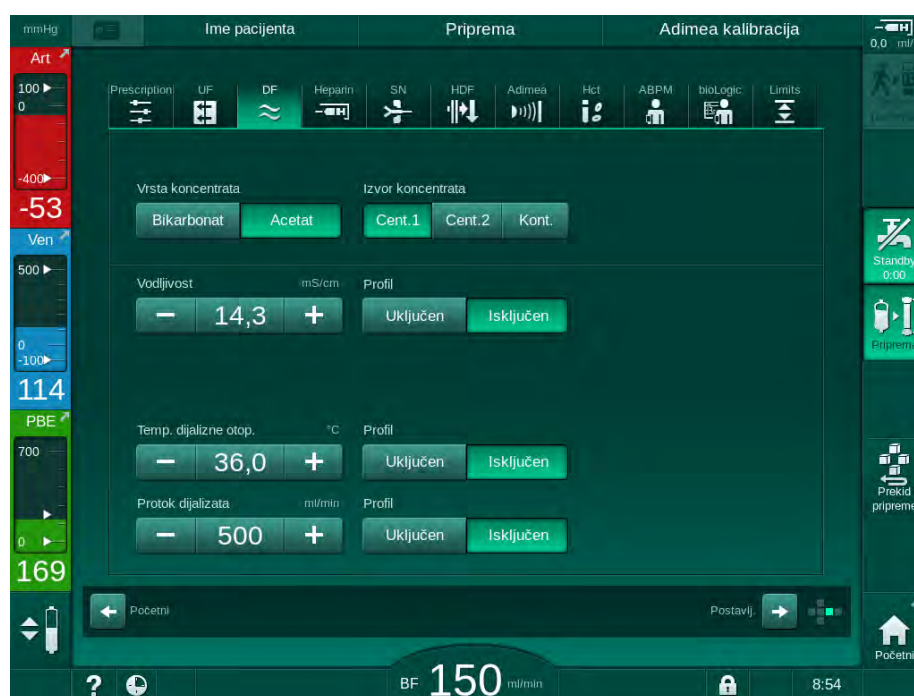 mmHg
Ime pacijenta
Priprema
Adimea kalibracija
0,0 ml/
Art
100
0
-400
-53
Ven
500
0
-100
114
PBE
700
0
169
Prescription
UF
DF
Heparin
SN
HDF
Adimea
Hct
ABPM
bioLogic
Limits
Vrsta koncentrata
Izvor koncentrata
Bikarbonat
Acetat
Cent.1
Cent.2
Kont.
Vodljivost
mS/cm
Profil
14,3
Uključen
Isključen
Temp. dijalizne otop.
°C
Profil
36,0
Uključen
Isključen
Protok dijalizata
ml/min
Profil
500
Uključen
Isključen
Početni
Postavlj.
Standby
0:00
Priprema
Prekid
pripreme
Početni
?
BF 150 ml/min
8:54